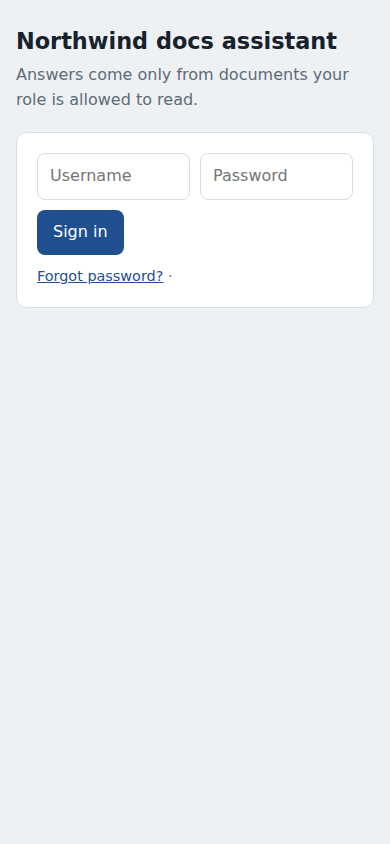 Northwind docs assistant
Answers come only from documents your
role is allowed to read.
Username
Password
Sign in
Forgot password? ·